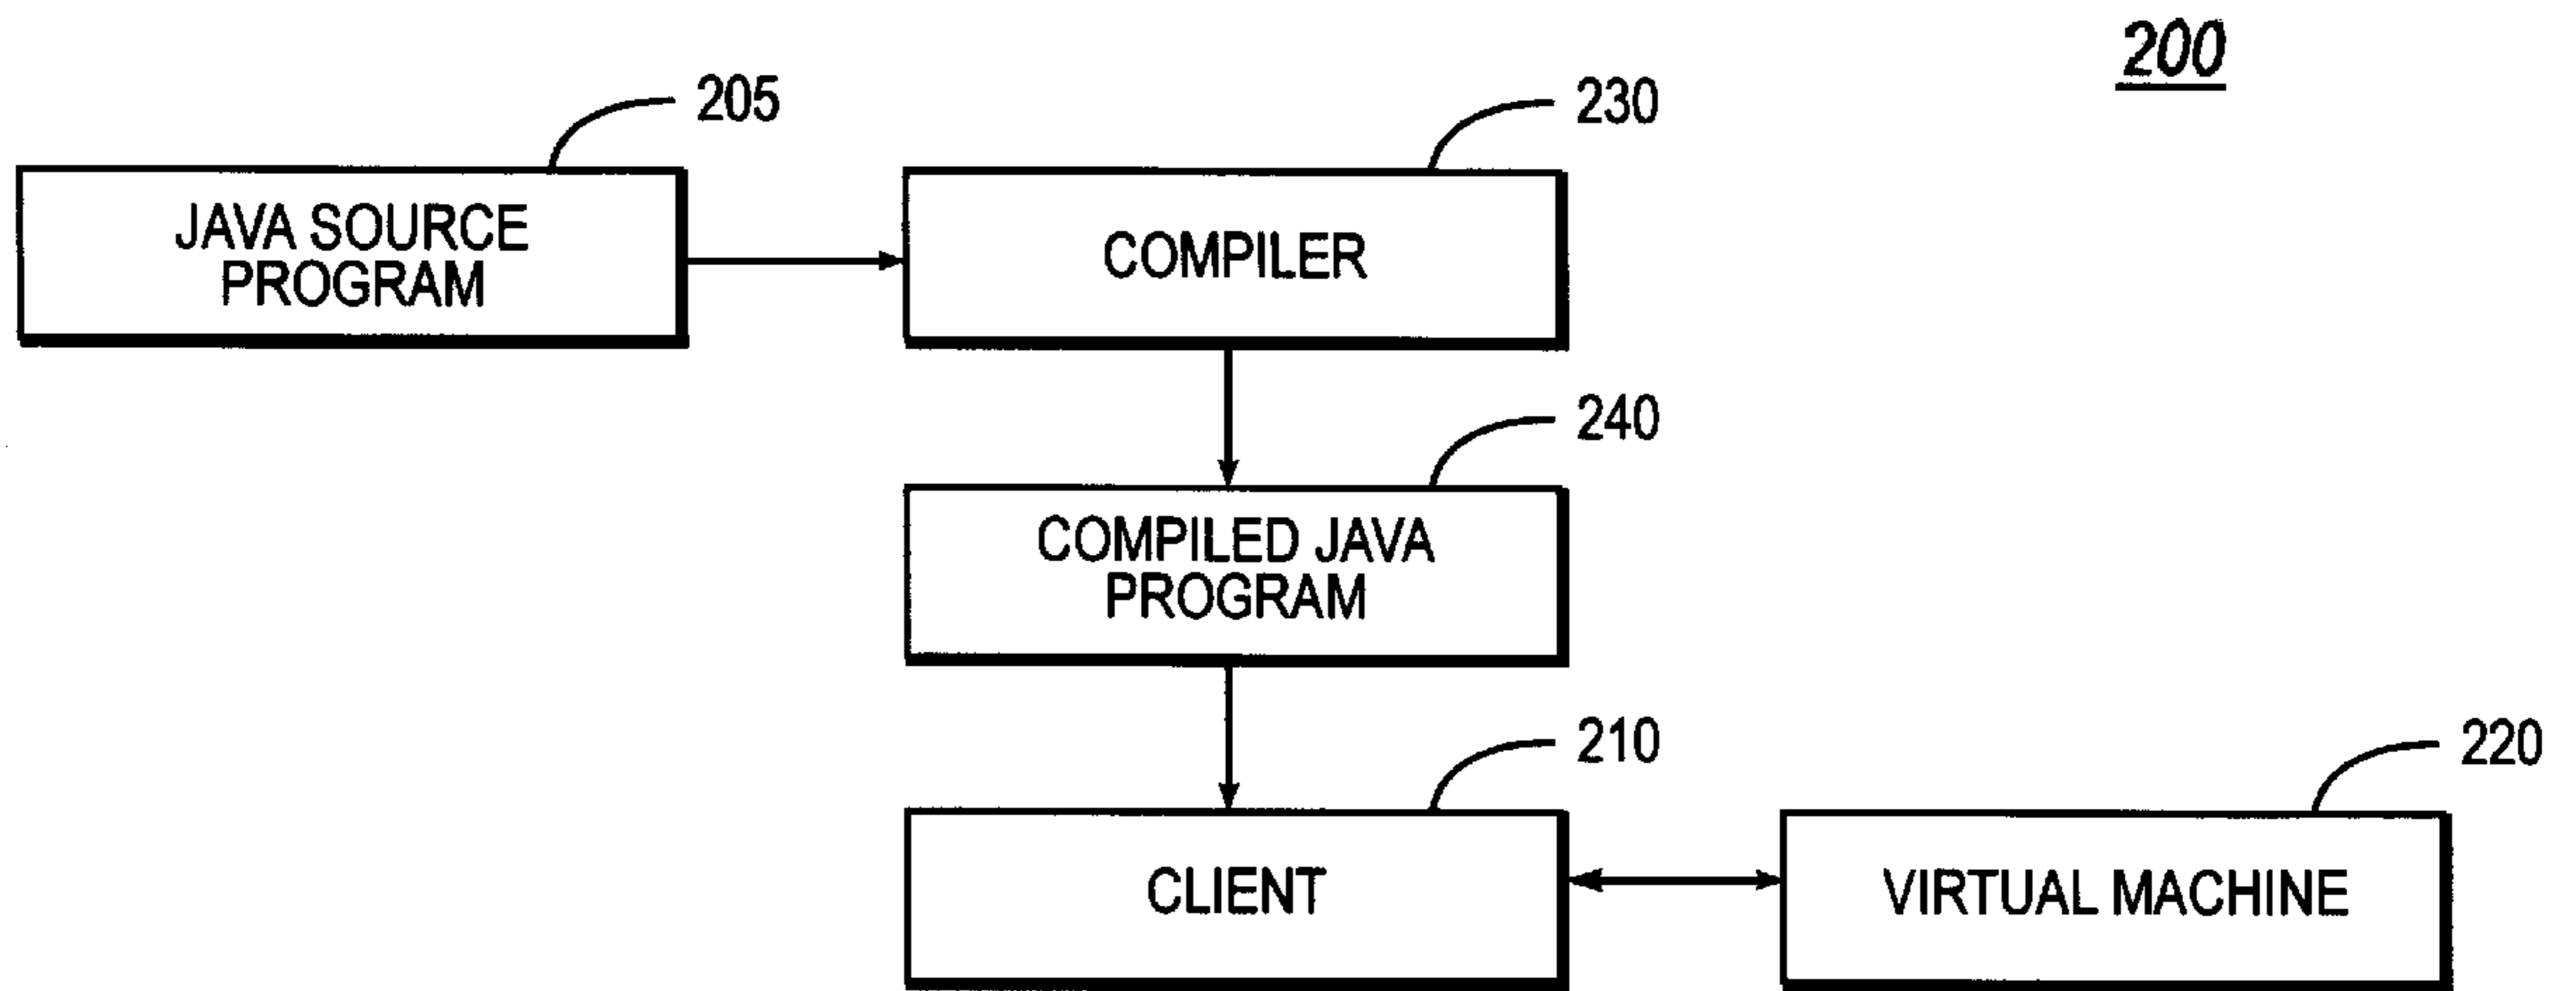 200
205
230
JAVA SOURCE
PROGRAM
COMPILER
240
COMPILED JAVA
PROGRAM
210
220
CLIENT
VIRTUAL MACHINE